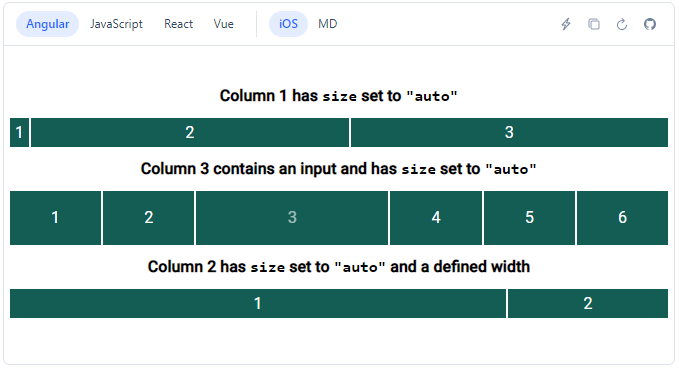 Angular JavaScript React Vue iOS MD
Column 1 has size set to "auto"
1 2 3
Column 3 contains an input and has size set to "auto"
1 2 3 4 5 6
Column 2 has size set to "auto" and a defined width
1 2